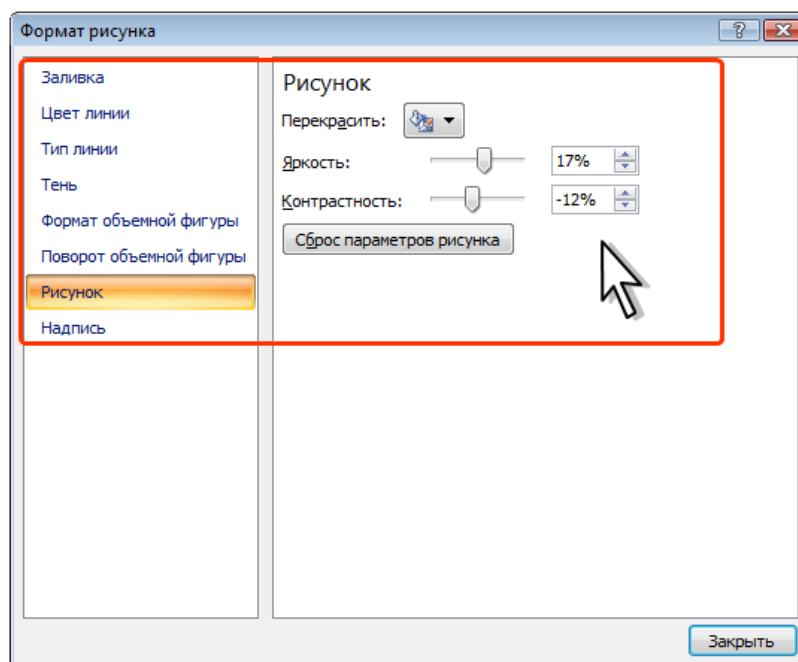 Формат рисунка
Заливка
Цвет линии
Тип линии
Тень
Формат объемной фигуры
Поворот объемной фигуры
Рисунок
Надпись
Рисунок
Перекрасить:
Яркость: 17%
Контрастность: -12%
Сброс параметров рисунка
Закрыть